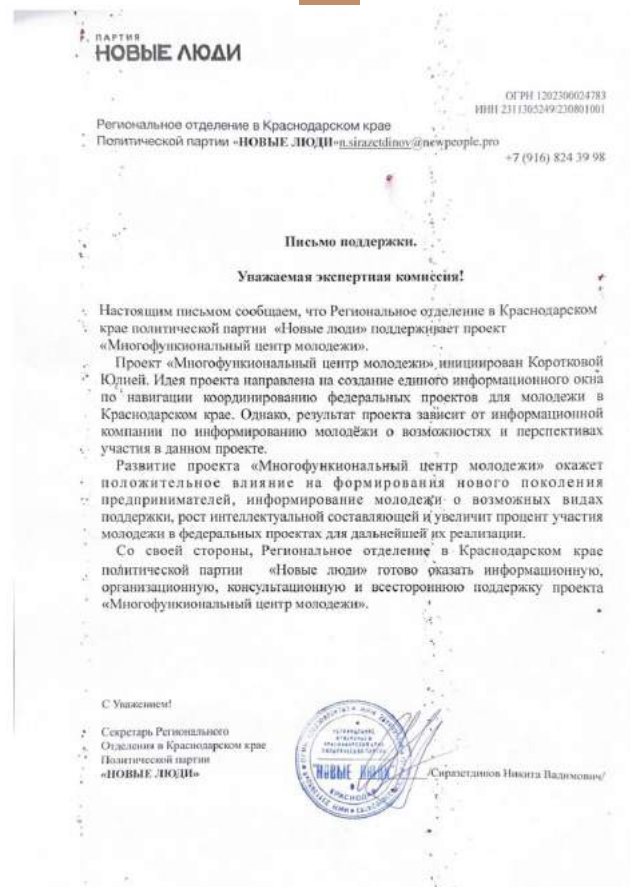 ПАРТИЯ
НОВЫЕ ЛЮДИ
ОГРН 1202300024783
ИНН 2311305249/230801001
Региональное отделение в Краснодарском крае
Политической партии «НОВЫЕ ЛЮДИ»n.sirazetdinov@newpeople.pro
+7 (916) 824 39 98
Письмо поддержки.
Уважаемая экспертная комиссия!
Настоящим письмом сообщаем, что Региональное отделение в Краснодарском
крае политической партии «Новые люди» поддерживает проект
«Многофункиональный центр молодежи».
Проект «Многофункиональный центр молодежи» инициирован Коротковой
Юлией. Идея проекта направлена на создание единого информационного окна
по навигации координированию федеральных проектов для молодежи в
Краснодарском крае. Однако, результат проекта зависит от информационной
компании по информированию молодёжи о возможностях и перспективах
участия в данном проекте.
Развитие проекта «Многофункиональный центр молодежи» окажет
положительное влияние на формирования нового поколения
предпринимателей, информирование молодежи о возможных видах
поддержки, рост интеллектуальной составляющей и увеличит процент участия
молодежи в федеральных проектах для дальнейшей их реализации.
Со своей стороны, Региональное отделение в Краснодарском крае
политической партии «Новые люди» готово оказать информационную,
организационную, консультационную и всестороннюю поддержку проекта
«Многофункиональный центр молодежи».
С Уважением!
Секретарь Регионального
Отделения в Краснодарском крае
Политической партии
«НОВЫЕ ЛЮДИ»
РЕГИОНАЛЬНОЕ
ОТДЕЛЕНИЕ В
КРАСНОДАРСКОМ КРАЕ
ПОЛИТИЧЕСКОЙ ПАРТИИ
"НОВЫЕ ЛЮДИ"
КРАСНОДАР
/Сиразетдинов Никита Вадимович/